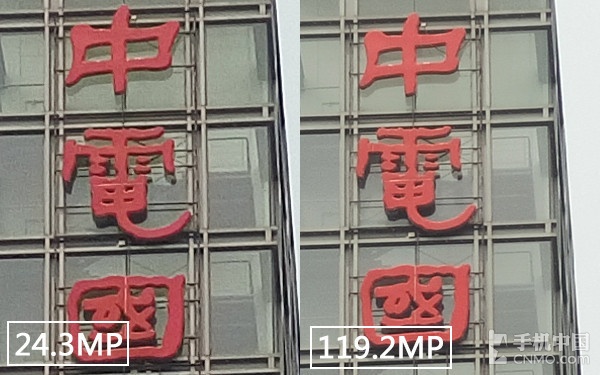 中 中
電 電
國 國
24.3MP 119.2MP
手机中国
CNMO.com